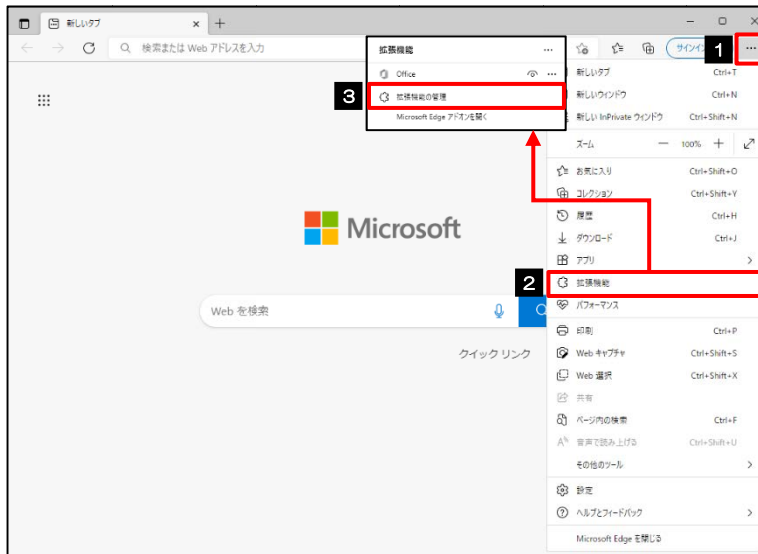 新しいタブ
検索または Web アドレスを入力
サインイン
1
拡張機能
Office
3
拡張機能の管理
Microsoft Edge アドオンを開く
新しいタブ Ctrl+T
新しいウィンドウ Ctrl+N
新しい InPrivate ウィンドウ Ctrl+Shift+N
ズーム 100%
お気に入り Ctrl+Shift+O
コレクション Ctrl+Shift+Y
履歴 Ctrl+H
ダウンロード Ctrl+J
アプリ
2
拡張機能
パフォーマンス
Microsoft
Web を検索
クイック リンク
印刷 Ctrl+P
Web キャプチャ Ctrl+Shift+S
Web 選択 Ctrl+Shift+X
共有
ページ内の検索 Ctrl+F
音声で読み上げる Ctrl+Shift+U
その他のツール
設定
ヘルプとフィードバック
Microsoft Edge を閉じる